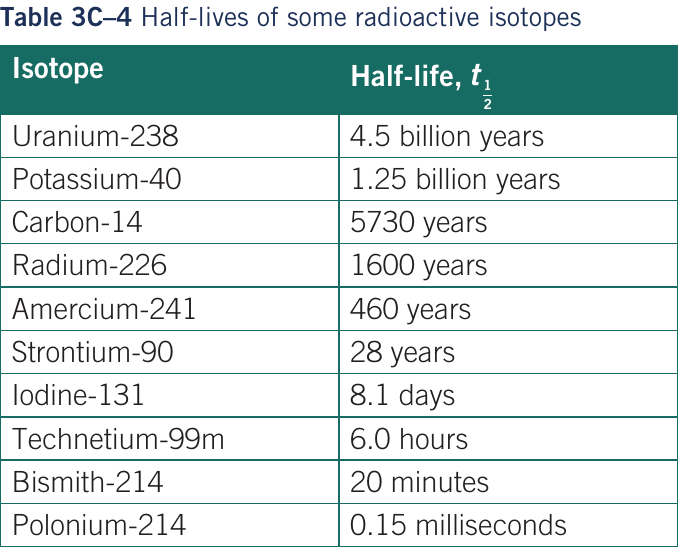 Table 3C–4 Half-lives of some radioactive isotopes
Isotope Half-life, t 1/2
Uranium-238 4.5 billion years
Potassium-40 1.25 billion years
Carbon-14 5730 years
Radium-226 1600 years
Amercium-241 460 years
Strontium-90 28 years
Iodine-131 8.1 days
Technetium-99m 6.0 hours
Bismith-214 20 minutes
Polonium-214 0.15 milliseconds